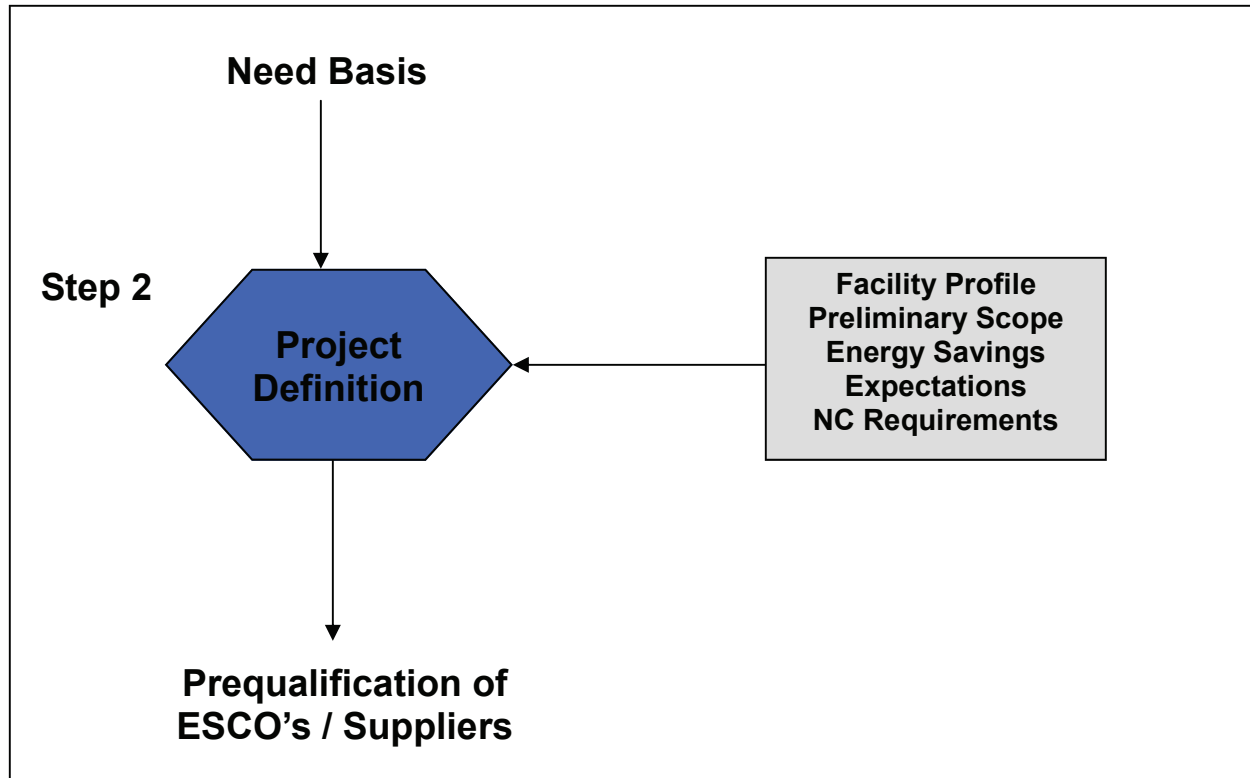 Need Basis
Step 2
Project
Definition
Facility Profile
Preliminary Scope
Energy Savings
Expectations
NC Requirements
Prequalification of
ESCO’s / Suppliers